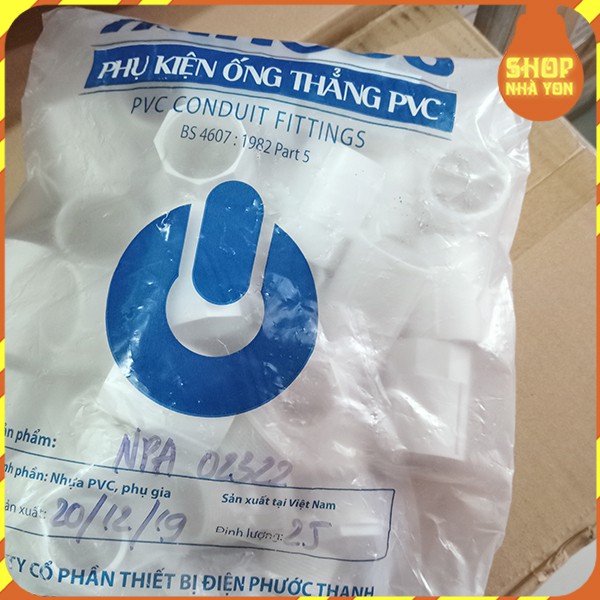 SHOP
NHÀ YON
PHỤ KIỆN ỐNG THẲNG PVC
PVC CONDUIT FITTINGS
BS 4607 : 1982 Part 5
ản phẩm: NPA 02322
nh phần: Nhựa PVC, phụ gia Sản xuất tại Việt Nam
ản xuất: 20/12/19 Định lượng: 25
TY CỔ PHẦN THIẾT BỊ ĐIỆN PHƯỚC THẠNH